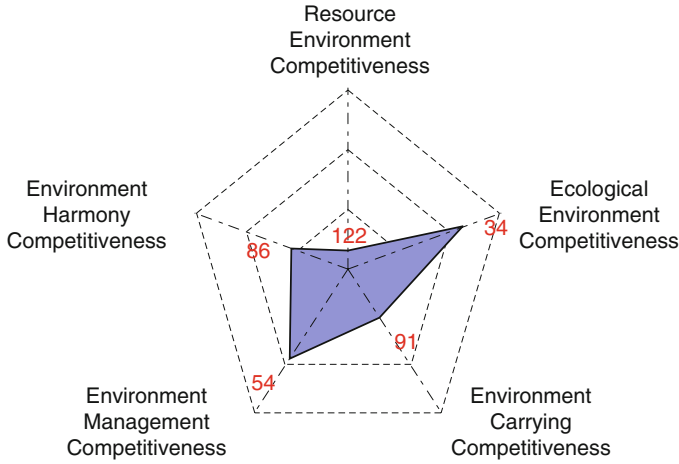 Resource
Environment
Competitiveness
Environment
Harmony
Competitiveness
Ecological
Environment
Competitiveness
122
34
86
91
54
Environment
Management
Competitiveness
Environment
Carrying
Competitiveness